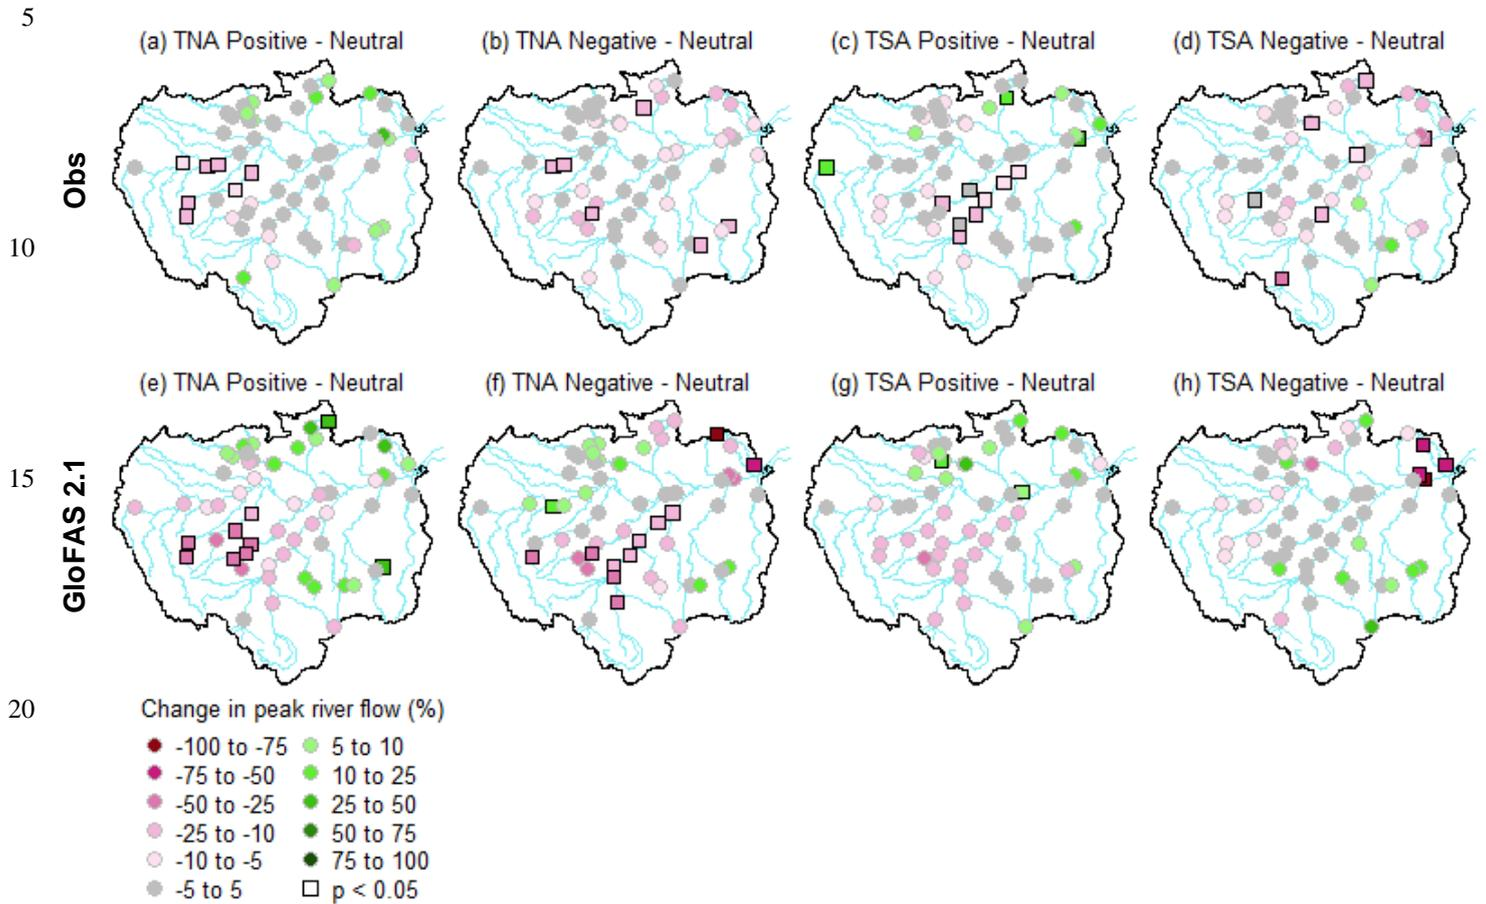 5
(a) TNA Positive - Neutral (b) TNA Negative - Neutral (c) TSA Positive - Neutral (d) TSA Negative - Neutral
Obs
10
(e) TNA Positive - Neutral (f) TNA Negative - Neutral (g) TSA Positive - Neutral (h) TSA Negative - Neutral
15
GloFAS 2.1
20
Change in peak river flow (%)
-100 to -75 5 to 10
-75 to -50 10 to 25
-50 to -25 25 to 50
-25 to -10 50 to 75
-10 to -5 75 to 100
-5 to 5 p < 0.05